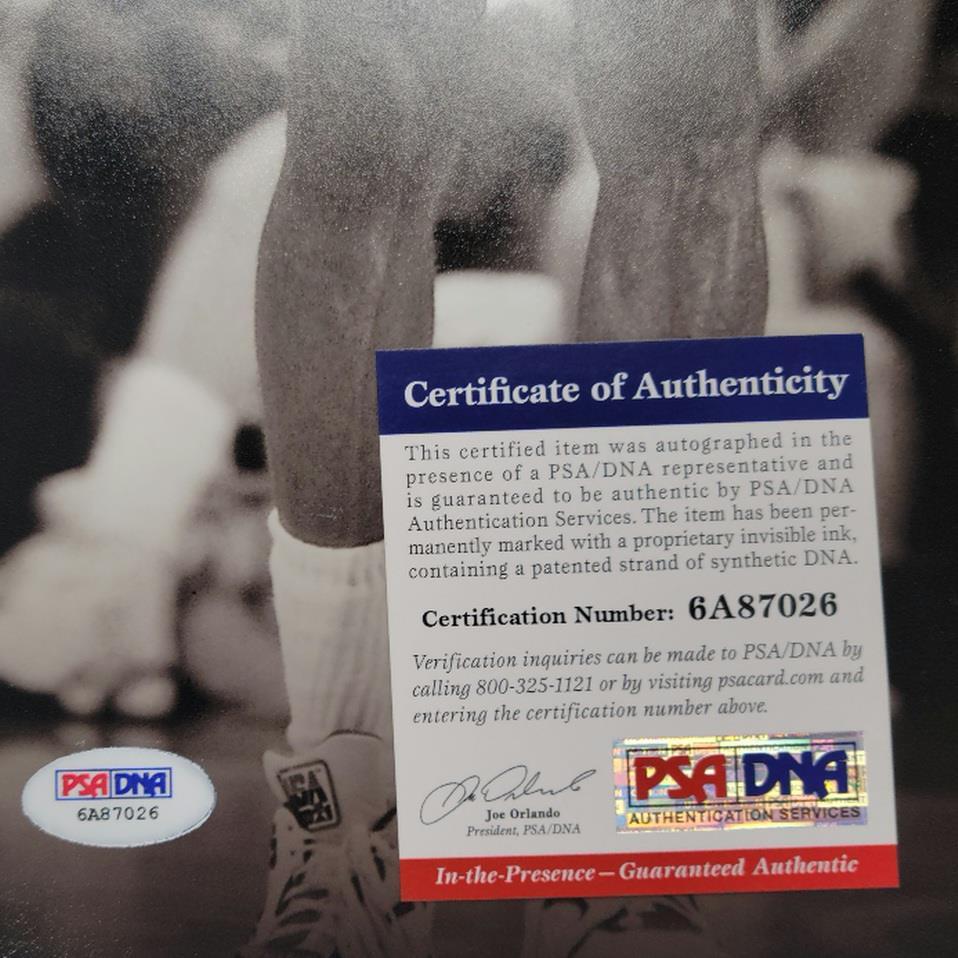 Certificate of Authenticity
This certified item was autographed in the
presence of a PSA/DNA representative and
is guaranteed to be authentic by PSA/DNA
Authentication Services. The item has been per-
manently marked with a proprietary invisible ink,
containing a patented strand of synthetic DNA.
Certification Number: 6A87026
Verification inquiries can be made to PSA/DNA by
calling 800-325-1121 or by visiting psacard.com and
entering the certification number above.
Joe Orlando
President, PSA/DNA
PSA DNA
AUTHENTICATION SERVICES
In-the-Presence – Guaranteed Authentic
PSA DNA
6A87026